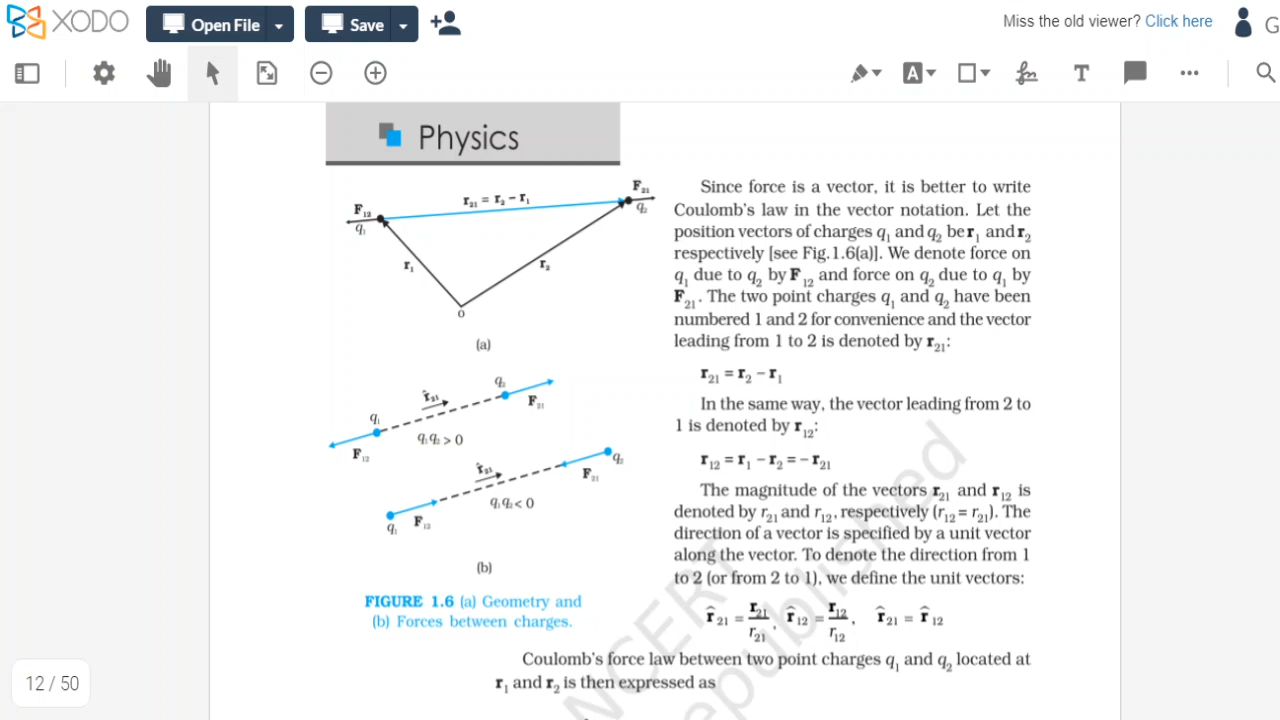 XODO
Open File
Save
Miss the old viewer? Click here
G
A
T
Physics
F₂₁
r₂₁ = r₂ – r₁
F₁₂
q₂
q₁
r₁
r₂
O
(a)
q₂
r̂₂₁
F₂₁
q₁
q₁q₂ > 0
F₁₂
q₂
r̂₂₁
F₂₁
q₁q₂ < 0
F₁₂
q₁
(b)
FIGURE 1.6 (a) Geometry and
(b) Forces between charges.
Since force is a vector, it is better to write
Coulomb's law in the vector notation. Let the
position vectors of charges q₁ and q₂ be r₁ and r₂
respectively [see Fig.1.6(a)]. We denote force on
q₁ due to q₂ by F₁₂ and force on q₂ due to q₁ by
F₂₁. The two point charges q₁ and q₂ have been
numbered 1 and 2 for convenience and the vector
leading from 1 to 2 is denoted by r₂₁:
r₂₁ = r₂ – r₁
In the same way, the vector leading from 2 to
1 is denoted by r₁₂:
r₁₂ = r₁ – r₂ = – r₂₁
The magnitude of the vectors r₂₁ and r₁₂ is
denoted by r₂₁ and r₁₂, respectively (r₁₂ = r₂₁). The
direction of a vector is specified by a unit vector
along the vector. To denote the direction from 1
to 2 (or from 2 to 1), we define the unit vectors:
r̂₂₁ = r₂₁/r₂₁, r̂₁₂ = r₁₂/r₁₂, r̂₂₁ = r̂₁₂
Coulomb's force law between two point charges q₁ and q₂ located at
r₁ and r₂ is then expressed as
NCERT
republished
12 / 50